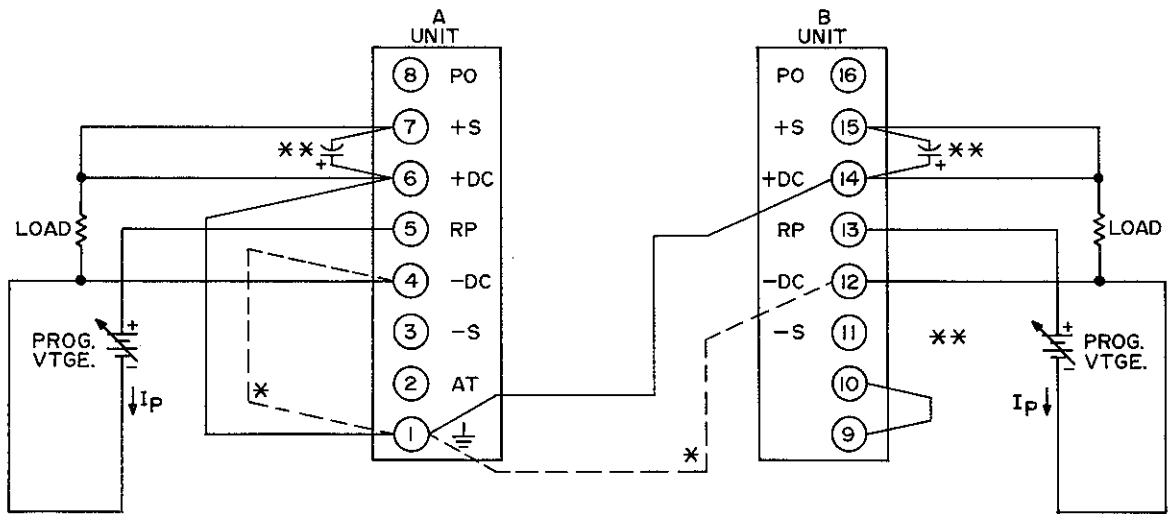 A
UNIT
B
UNIT
8 PO
PO 16
7 +S
+S 15
** +
+ **
6 +DC
+DC 14
LOAD
5 RP
RP 13
LOAD
4 -DC
-DC 12
+
PROG.
VTGE.
-
3 -S
-S 11
**
+
PROG.
VTGE.
-
IP
*
2 AT
10
IP
1
9
*